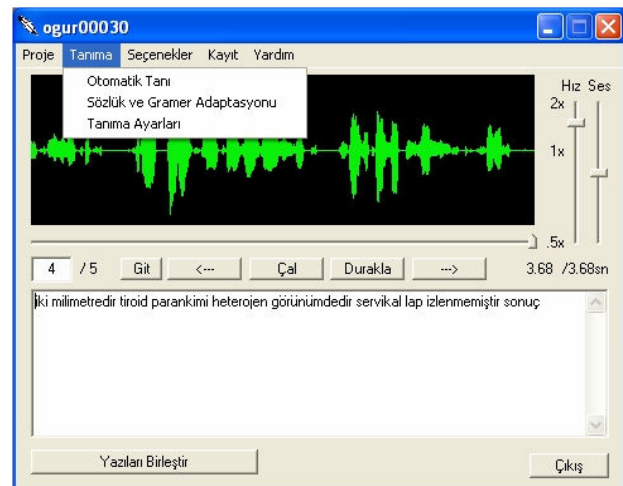 ogur00030
Proje Tanıma Seçenekler Kayıt Yardım
Otomatik Tanı
Sözlük ve Gramer Adaptasyonu
Tanıma Ayarları
Hız Ses
2x
1x
.5x
4 / 5 Git <--- Çal Durakla ---> 3.68 /3.68sn
iki milimetredir tiroid parankimi heterojen görünümdedir servikal lap izlenmemiştir sonuç
Yazıları Birleştir Çıkış